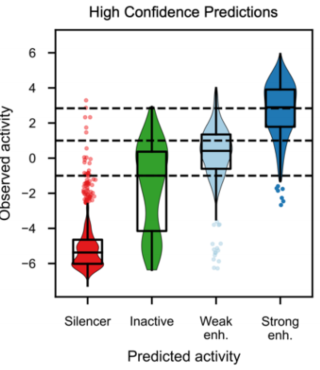 High Confidence Predictions
Observed activity
6
4
2
0
−2
−4
−6
Silencer Inactive Weak enh. Strong enh.
Predicted activity